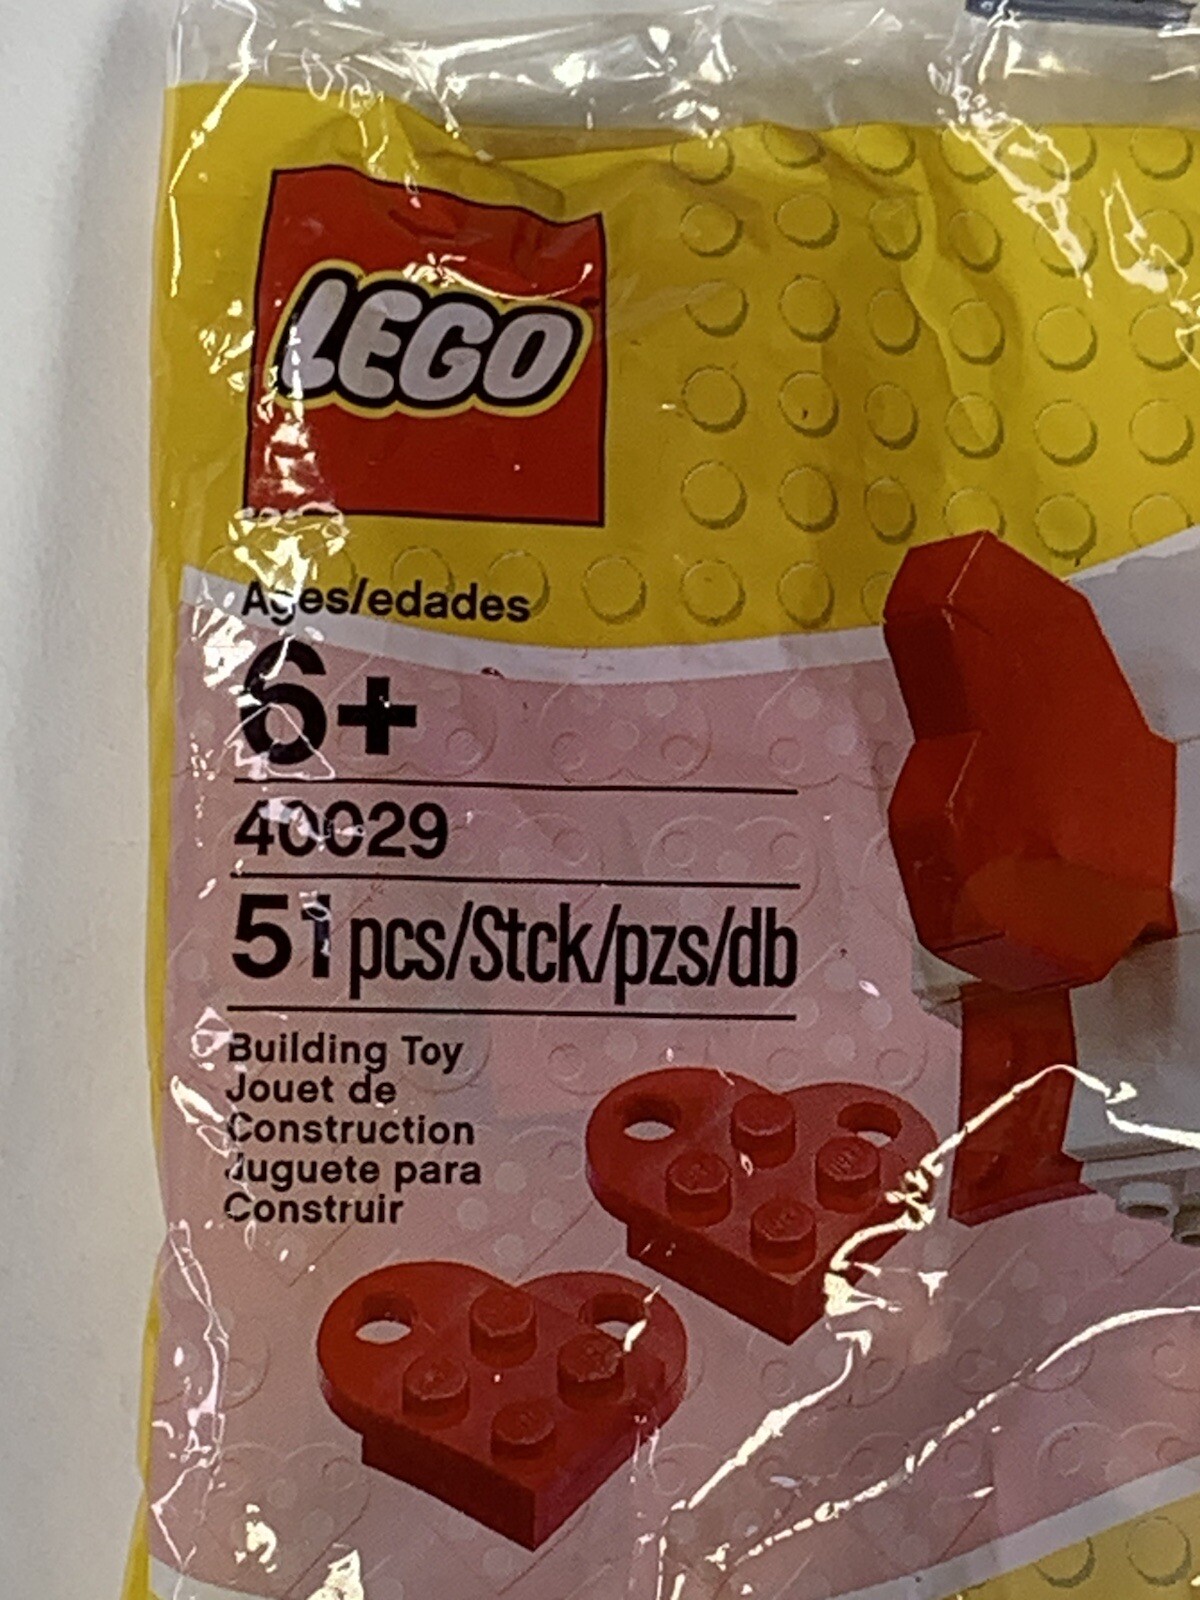 LEGO
Ages/edades
6+
40029
51 pcs/Stck/pzs/db
Building Toy
Jouet de
Construction
Juguete para
Construir